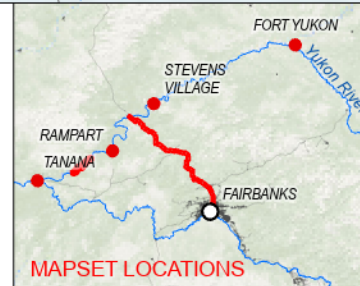 FORT YUKON
Yukon River
STEVENS
VILLAGE
RAMPART
TANANA
FAIRBANKS
MAPSET LOCATIONS